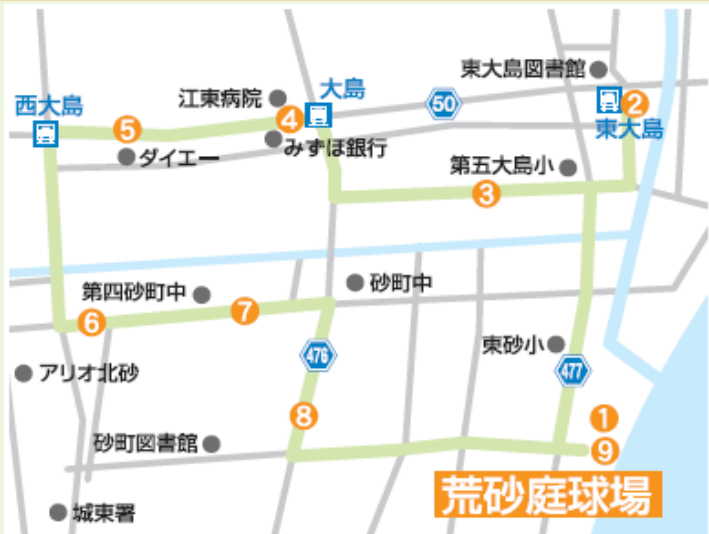 東大島図書館
大島
江東病院
50
西大島
2
4
東大島
5
みずほ銀行
ダイエー
第五大島小
3
砂町中
第四砂町中
7
6
東砂小
476
アリオ北砂
477
8
1
砂町図書館
9
荒砂庭球場
城東署